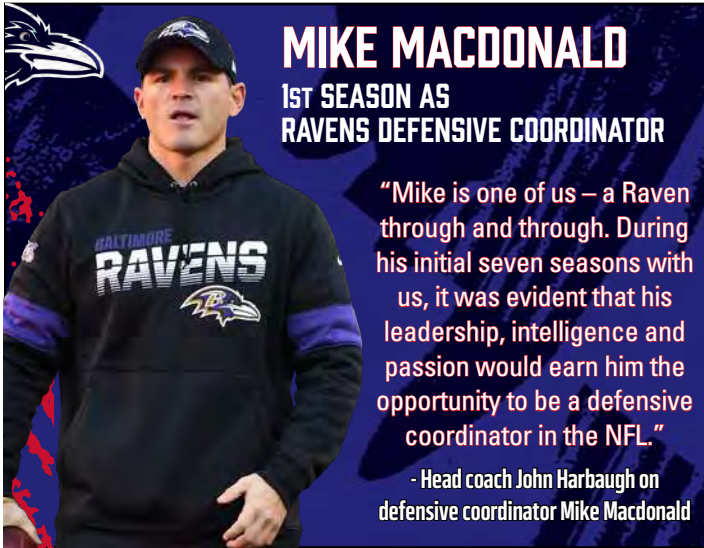 MIKE MACDONALD
1ST SEASON AS
RAVENS DEFENSIVE COORDINATOR
“Mike is one of us – a Raven
through and through. During
his initial seven seasons with
us, it was evident that his
leadership, intelligence and
passion would earn him the
opportunity to be a defensive
coordinator in the NFL.”
- Head coach John Harbaugh on
defensive coordinator Mike Macdonald
BALTIMORE
RAVENS
B